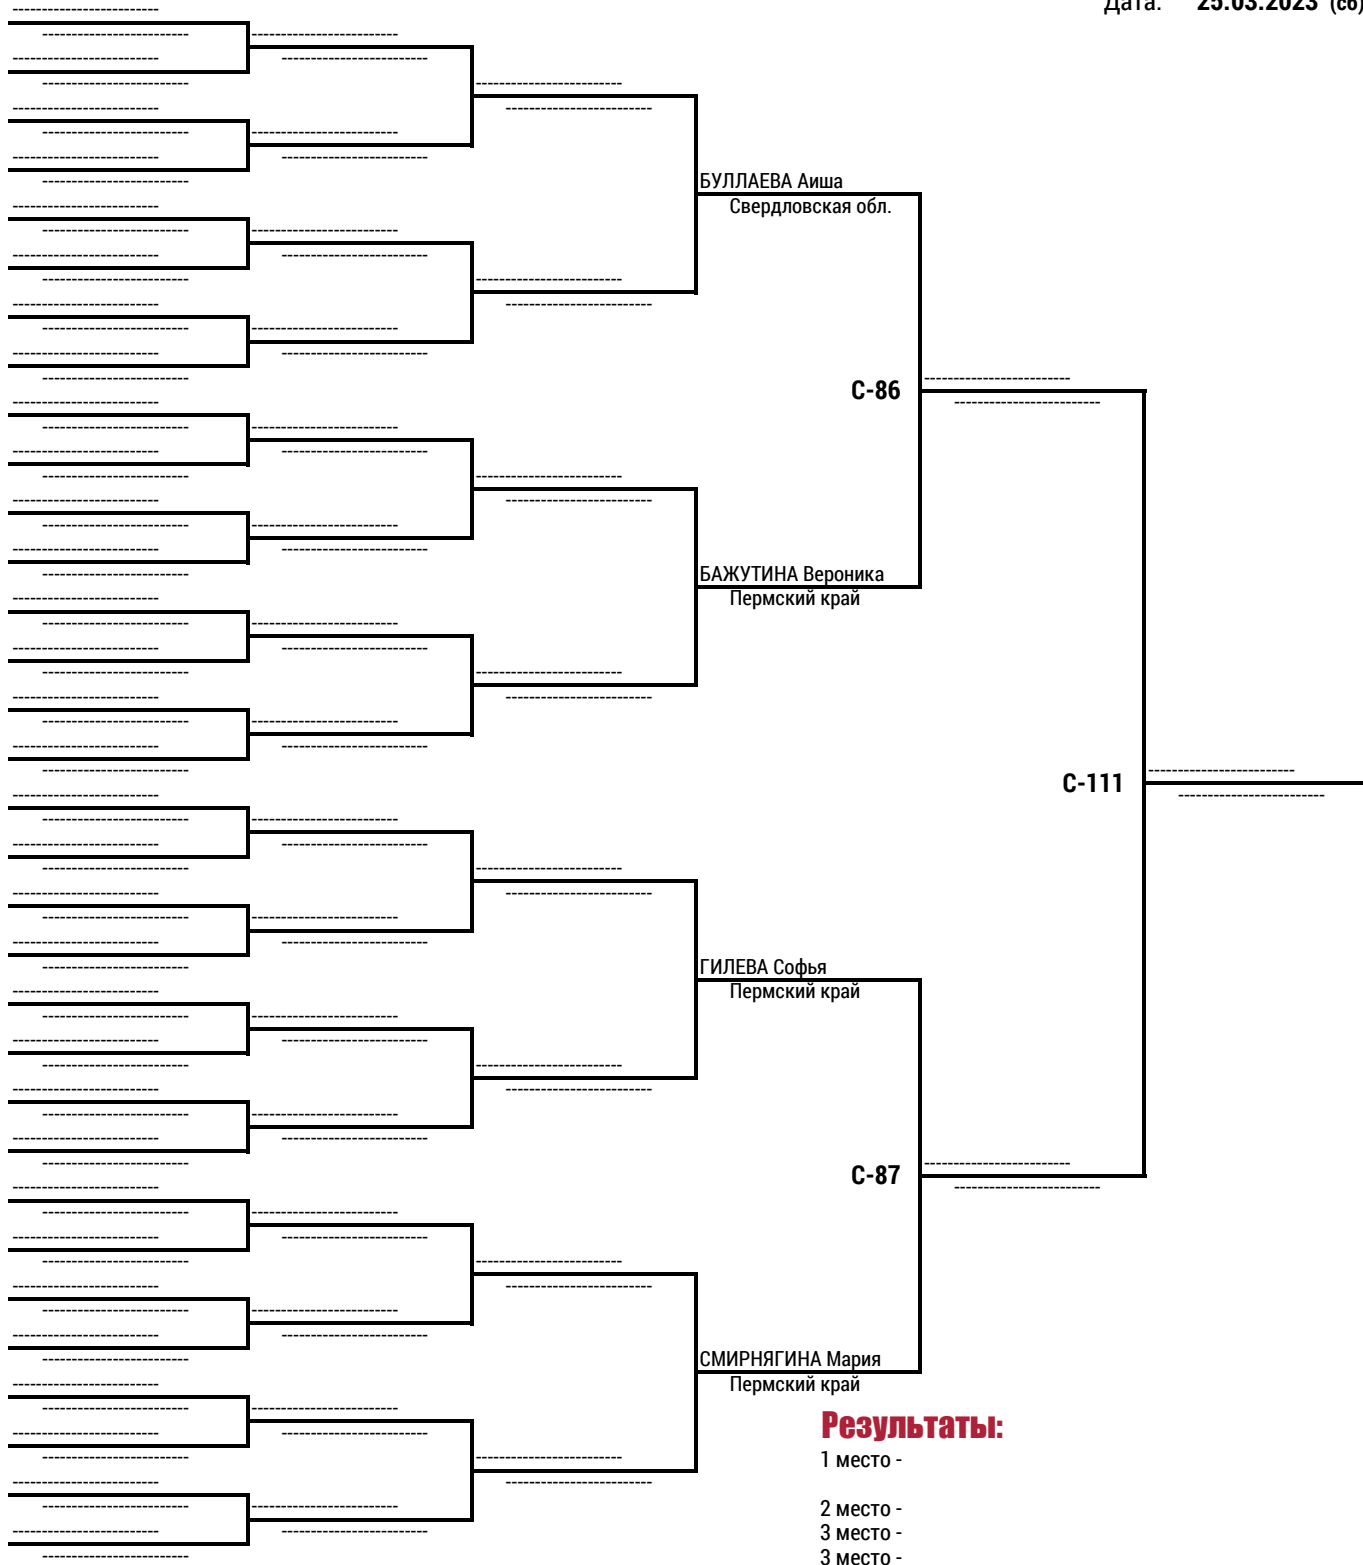 Дата: 25.03.2023 (сб)
БУЛЛАЕВА Аиша
Свердловская обл.
С-86
БАЖУТИНА Вероника
Пермский край
С-111
ГИЛЕВА Софья
Пермский край
С-87
СМИРНЯГИНА Мария
Пермский край
Результаты:
1 место -
2 место -
3 место -
3 место -